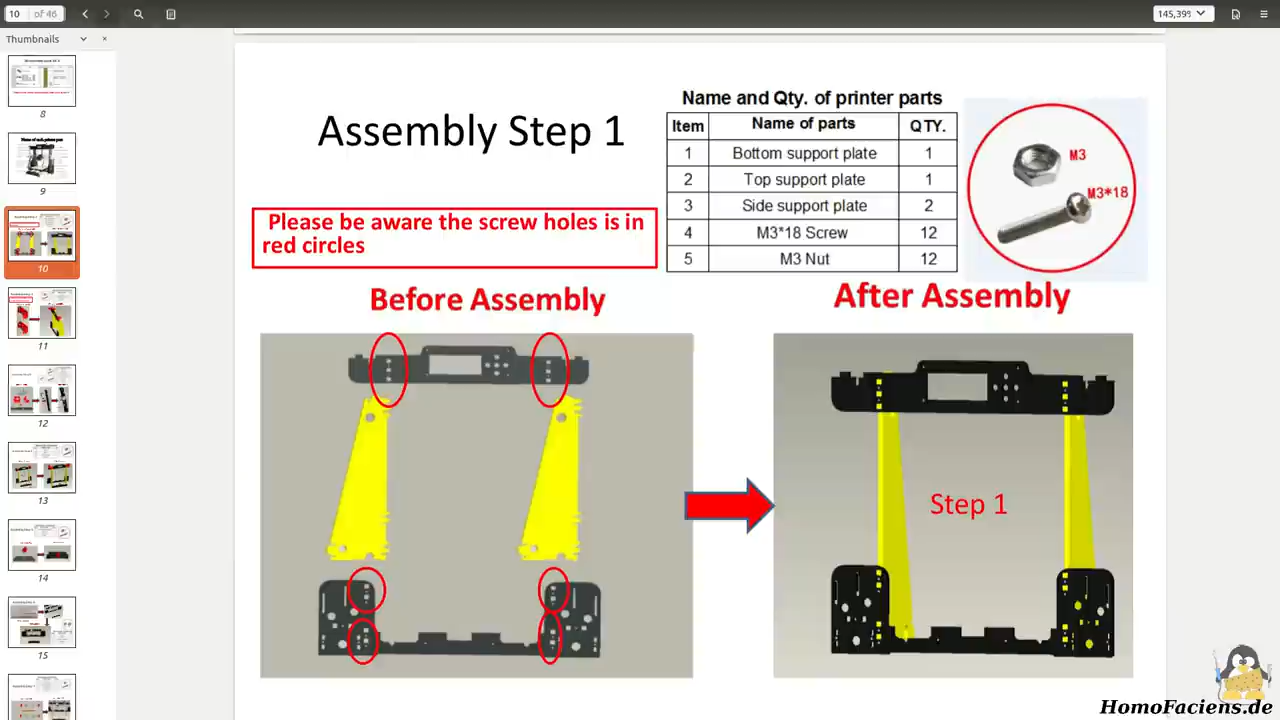 10 of 46
145,39%
Thumbnails
8
9
10
11
12
13
14
15
Assembly Step 1
Please be aware the screw holes is in
red circles
Name and Qty. of printer parts
Item Name of parts QTY.
1 Bottom support plate 1
2 Top support plate 1
3 Side support plate 2
4 M3*18 Screw 12
5 M3 Nut 12
M3
M3*18
Before Assembly
After Assembly
Step 1
HomoFaciens.de